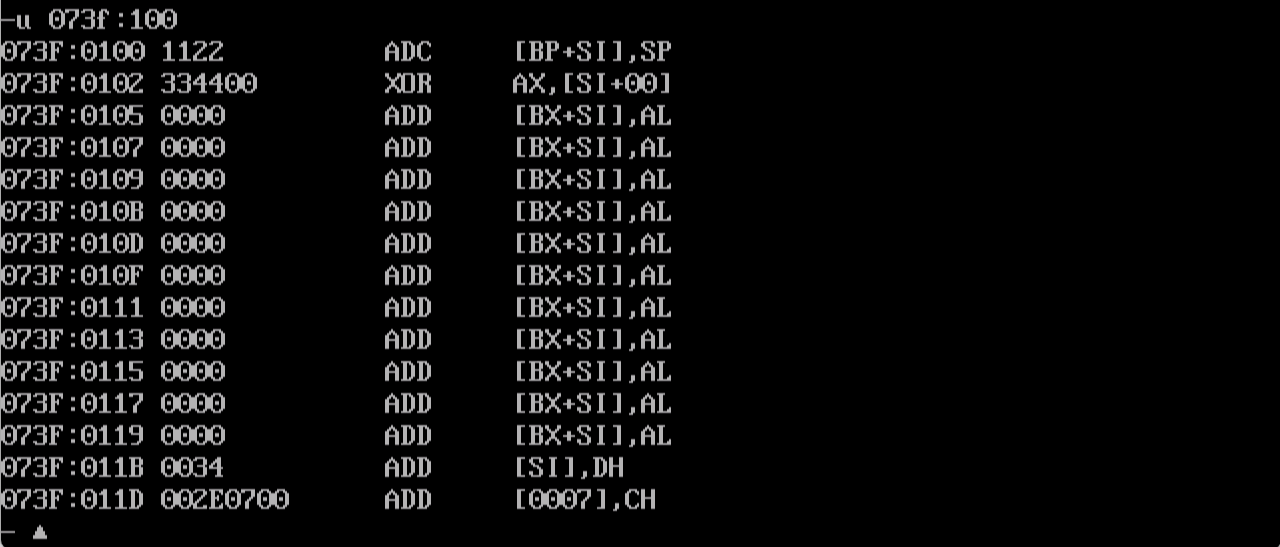 -u 073f:100
073F:0100 1122 ADC [BP+SI],SP
073F:0102 334400 XOR AX,[SI+00]
073F:0105 0000 ADD [BX+SI],AL
073F:0107 0000 ADD [BX+SI],AL
073F:0109 0000 ADD [BX+SI],AL
073F:010B 0000 ADD [BX+SI],AL
073F:010D 0000 ADD [BX+SI],AL
073F:010F 0000 ADD [BX+SI],AL
073F:0111 0000 ADD [BX+SI],AL
073F:0113 0000 ADD [BX+SI],AL
073F:0115 0000 ADD [BX+SI],AL
073F:0117 0000 ADD [BX+SI],AL
073F:0119 0000 ADD [BX+SI],AL
073F:011B 0034 ADD [SI],DH
073F:011D 002E0700 ADD [0007],CH
-